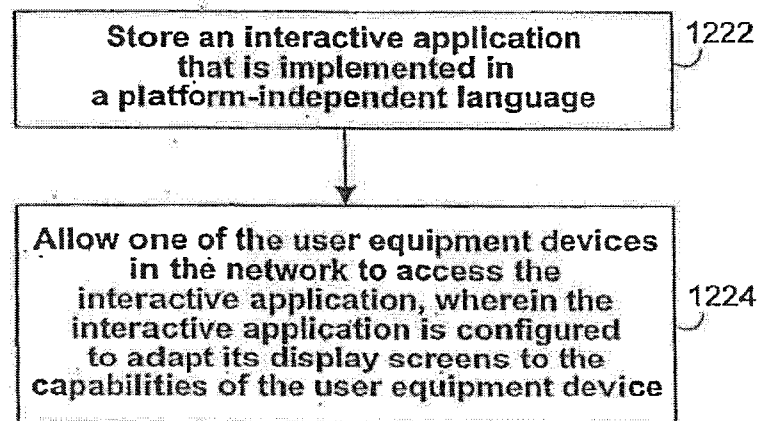 Store an interactive application
that is implemented in
a platform-independent language
1222
Allow one of the user equipment devices
in the network to access the
interactive application, wherein the
interactive application is configured
to adapt its display screens to the
capabilities of the user equipment device
1224